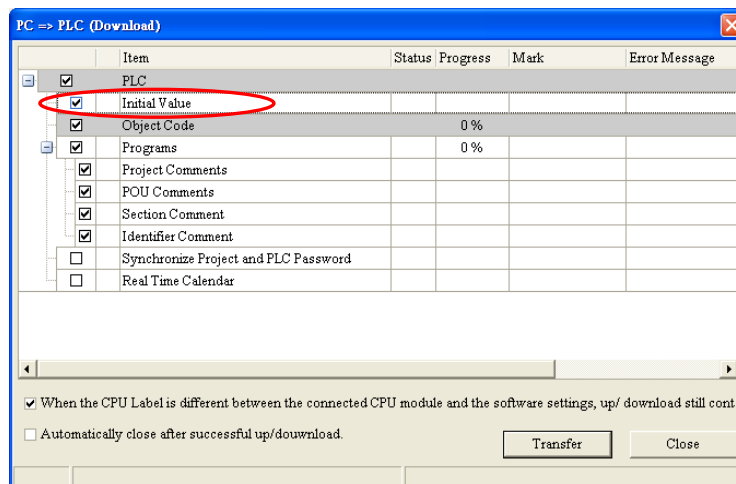 PC => PLC (Download)
Item Status Progress Mark Error Message
PLC
Initial Value
Object Code 0 %
Programs 0 %
Project Comments
POU Comments
Section Comment
Identifier Comment
Synchronize Project and PLC Password
Real Time Calendar
When the CPU Label is different between the connected CPU module and the software settings, up/ download still cont
Automatically close after successful up/douwnload.
Transfer Close